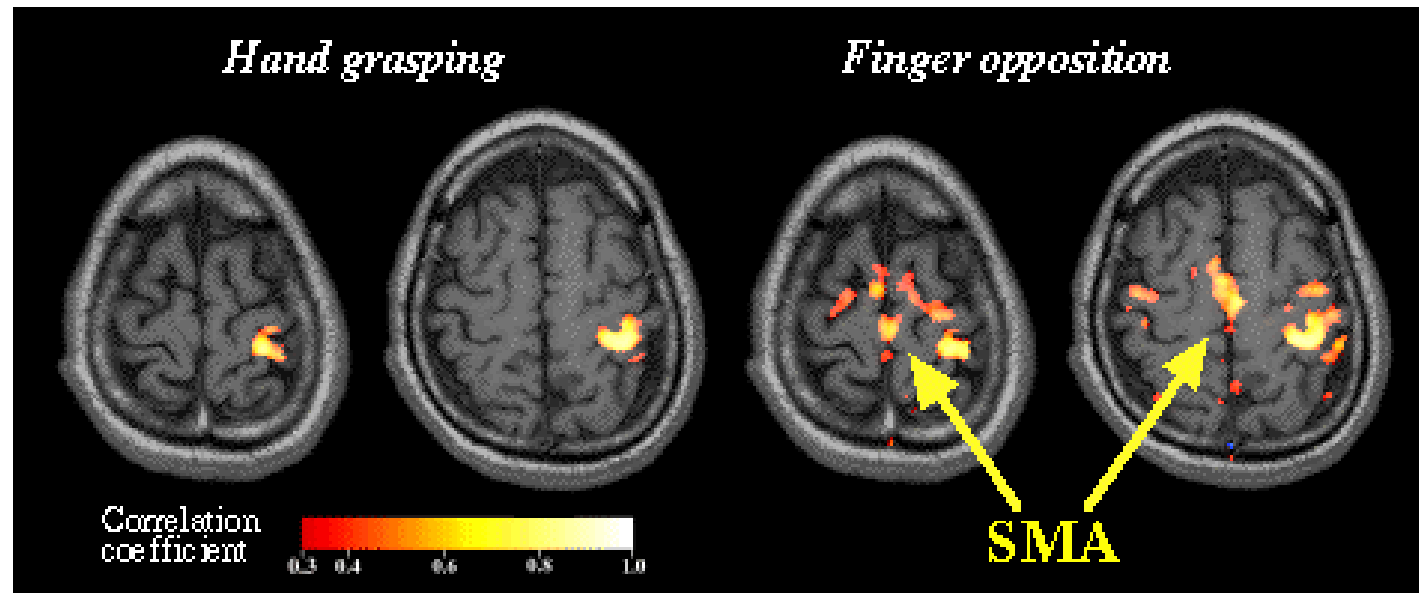 Hand grasping
Finger opposition
Correlation
coefficient
0.3 0.4 0.6 0.8 1.0
SMA